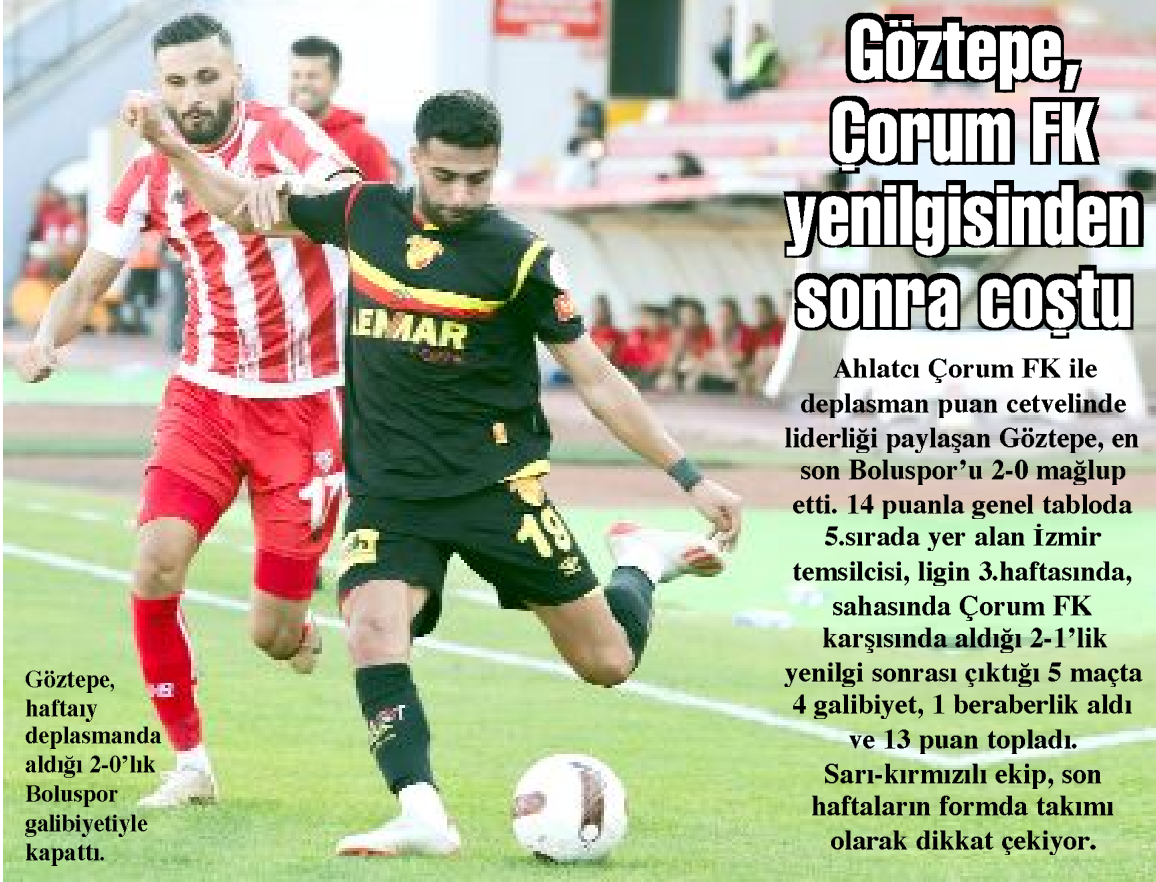 Göztepe,
Çorum FK
yenilgisinden
sonra coştu
Ahlatcı Çorum FK ile
deplasman puan cetvelinde
liderliği paylaşan Göztepe, en
son Boluspor’u 2-0 mağlup
etti. 14 puanla genel tabloda
5.sırada yer alan İzmir
temsilcisi, ligin 3.haftasında,
sahasında Çorum FK
karşısında aldığı 2-1’lik
yenilgi sonrası çıktığı 5 maçta
4 galibiyet, 1 beraberlik aldı
ve 13 puan topladı.
Sarı-kırmızılı ekip, son
haftaların formda takımı
olarak dikkat çekiyor.
Göztepe,
haftaıy
deplasmanda
aldığı 2-0’lık
Boluspor
galibiyetiyle
kapattı.
LEMAR
17
19